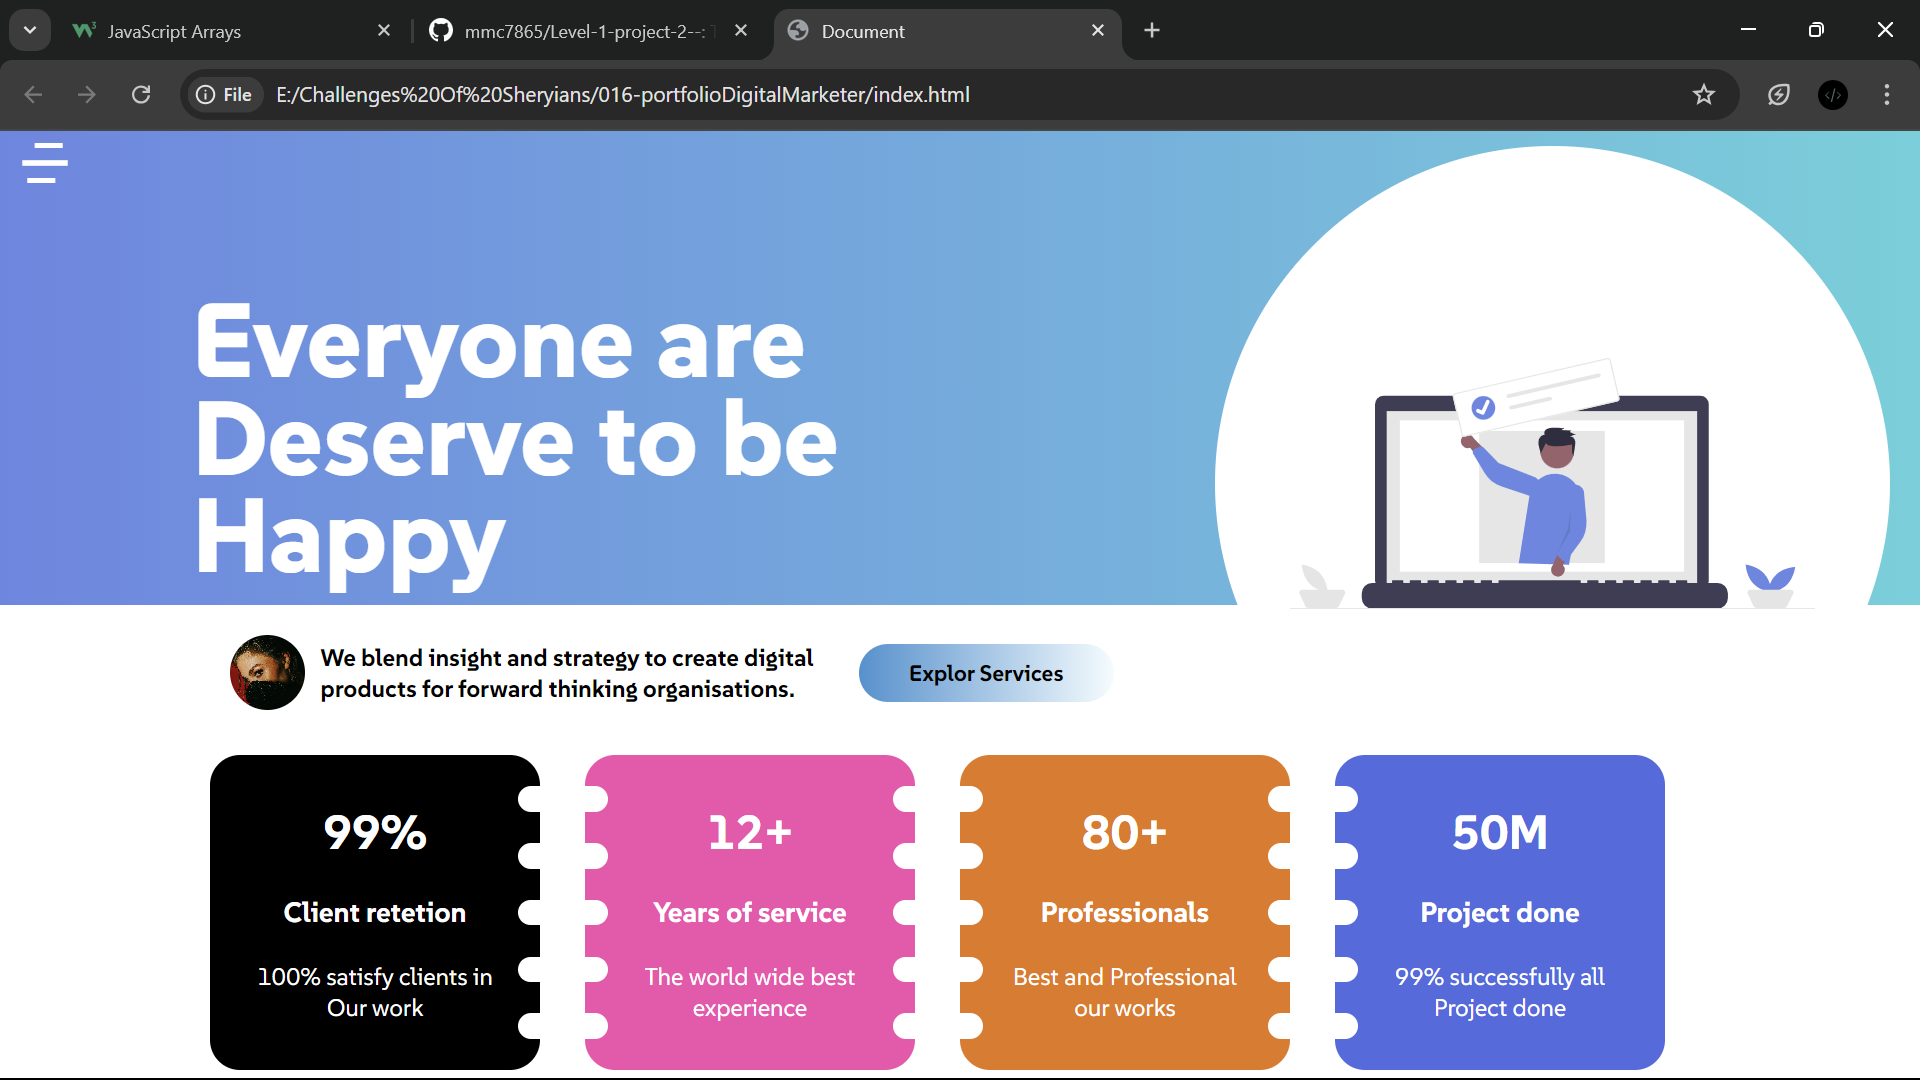 JavaScript Arrays
mmc7865/Level-1-project-2--:
Document
File
E:/Challenges%20Of%20Sheryians/016-portfolioDigitalMarketer/index.html
Everyone are
Deserve to be
Happy
We blend insight and strategy to create digital
products for forward thinking organisations.
Explor Services
99%
Client retetion
100% satisfy clients in
Our work
12+
Years of service
The world wide best
experience
80+
Professionals
Best and Professional
our works
50M
Project done
99% successfully all
Project done